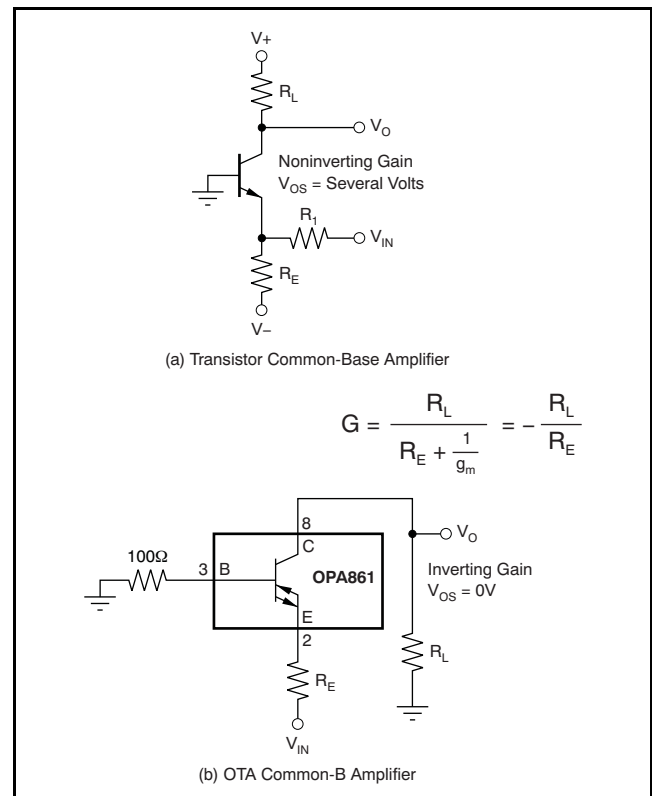 V+
R_L
V_O
Noninverting Gain
V_OS = Several Volts
R_1
V_IN
R_E
V−
(a) Transistor Common-Base Amplifier
G = R_L / (R_E + 1/g_m) = − R_L / R_E
8
C
V_O
100Ω
3 B
OPA861
Inverting Gain
V_OS = 0V
E
2
R_L
R_E
V_IN
(b) OTA Common-B Amplifier